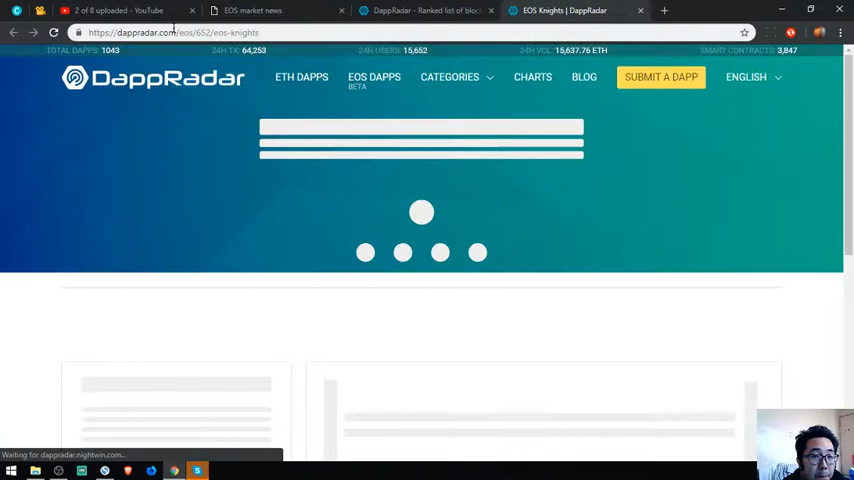 2 of 8 uploaded - YouTube
EOS market news
DappRadar - Ranked list of bloc
EOS Knights | DappRadar
https://dappradar.com/eos/652/eos-knights
TOTAL DAPPS: 1043
24H TX: 64,253
24H USERS: 15,652
24H VOL: 15,637.76 ETH
SMART CONTRACTS: 3,847
DappRadar
ETH DAPPS
EOS DAPPS
BETA
CATEGORIES
CHARTS
BLOG
SUBMIT A DAPP
ENGLISH
Waiting for dappradar.nightwin.com...